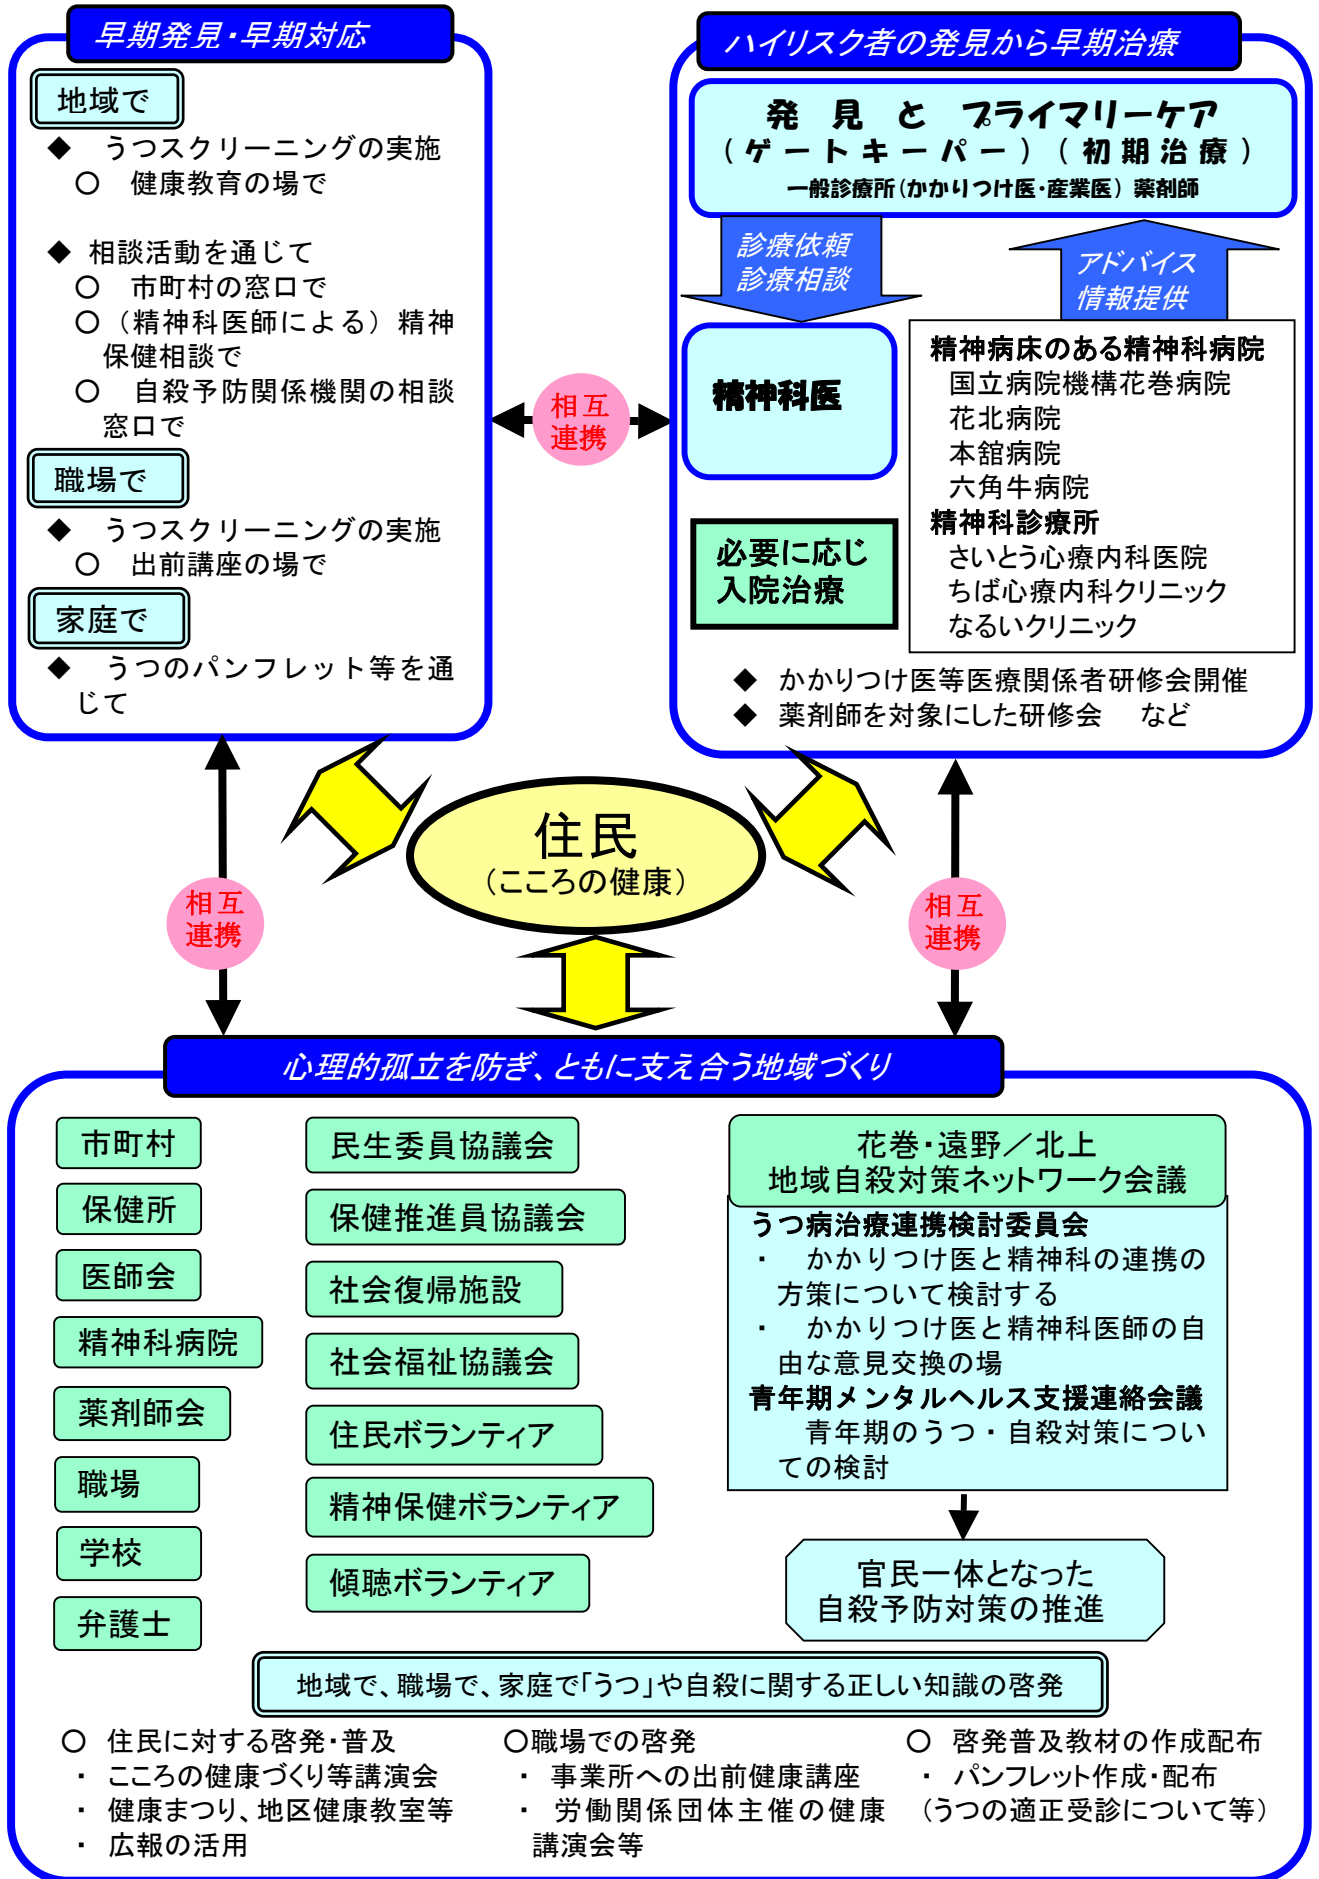 早期発見・早期対応
地域で
◆ うつスクリーニングの実施
○ 健康教育の場で
◆ 相談活動を通じて
○ 市町村の窓口で
○（精神科医師による）精神
保健相談で
○ 自殺予防関係機関の相談
窓口で
職場で
◆ うつスクリーニングの実施
○ 出前講座の場で
家庭で
◆ うつのパンフレット等を通
じて
ハイリスク者の発見から早期治療
発 見 と プライマリーケア
（ゲートキーパー）（初期治療）
一般診療所（かかりつけ医・産業医） 薬剤師
診療依頼
診療相談
アドバイス
情報提供
精神科医
必要に応じ
入院治療
精神病床のある精神科病院
国立病院機構花巻病院
花北病院
本舘病院
六角牛病院
精神科診療所
さいとう心療内科医院
ちば心療内科クリニック
なるいクリニック
◆ かかりつけ医等医療関係者研修会開催
◆ 薬剤師を対象にした研修会 など
相互
連携
住民
（こころの健康）
相互
連携
相互
連携
心理的孤立を防ぎ、ともに支え合う地域づくり
市町村
保健所
医師会
精神科病院
薬剤師会
職場
学校
弁護士
民生委員協議会
保健推進員協議会
社会復帰施設
社会福祉協議会
住民ボランティア
精神保健ボランティア
傾聴ボランティア
花巻・遠野／北上
地域自殺対策ネットワーク会議
うつ病治療連携検討委員会
・ かかりつけ医と精神科の連携の
方策について検討する
・ かかりつけ医と精神科医師の自
由な意見交換の場
青年期メンタルヘルス支援連絡会議
青年期のうつ・自殺対策につい
ての検討
官民一体となった
自殺予防対策の推進
地域で、職場で、家庭で「うつ」や自殺に関する正しい知識の啓発
○ 住民に対する啓発・普及
・ こころの健康づくり等講演会
・ 健康まつり、地区健康教室等
・ 広報の活用
○職場での啓発
・ 事業所への出前健康講座
・ 労働関係団体主催の健康
講演会等
○ 啓発普及教材の作成配布
・ パンフレット作成・配布
（うつの適正受診について等）